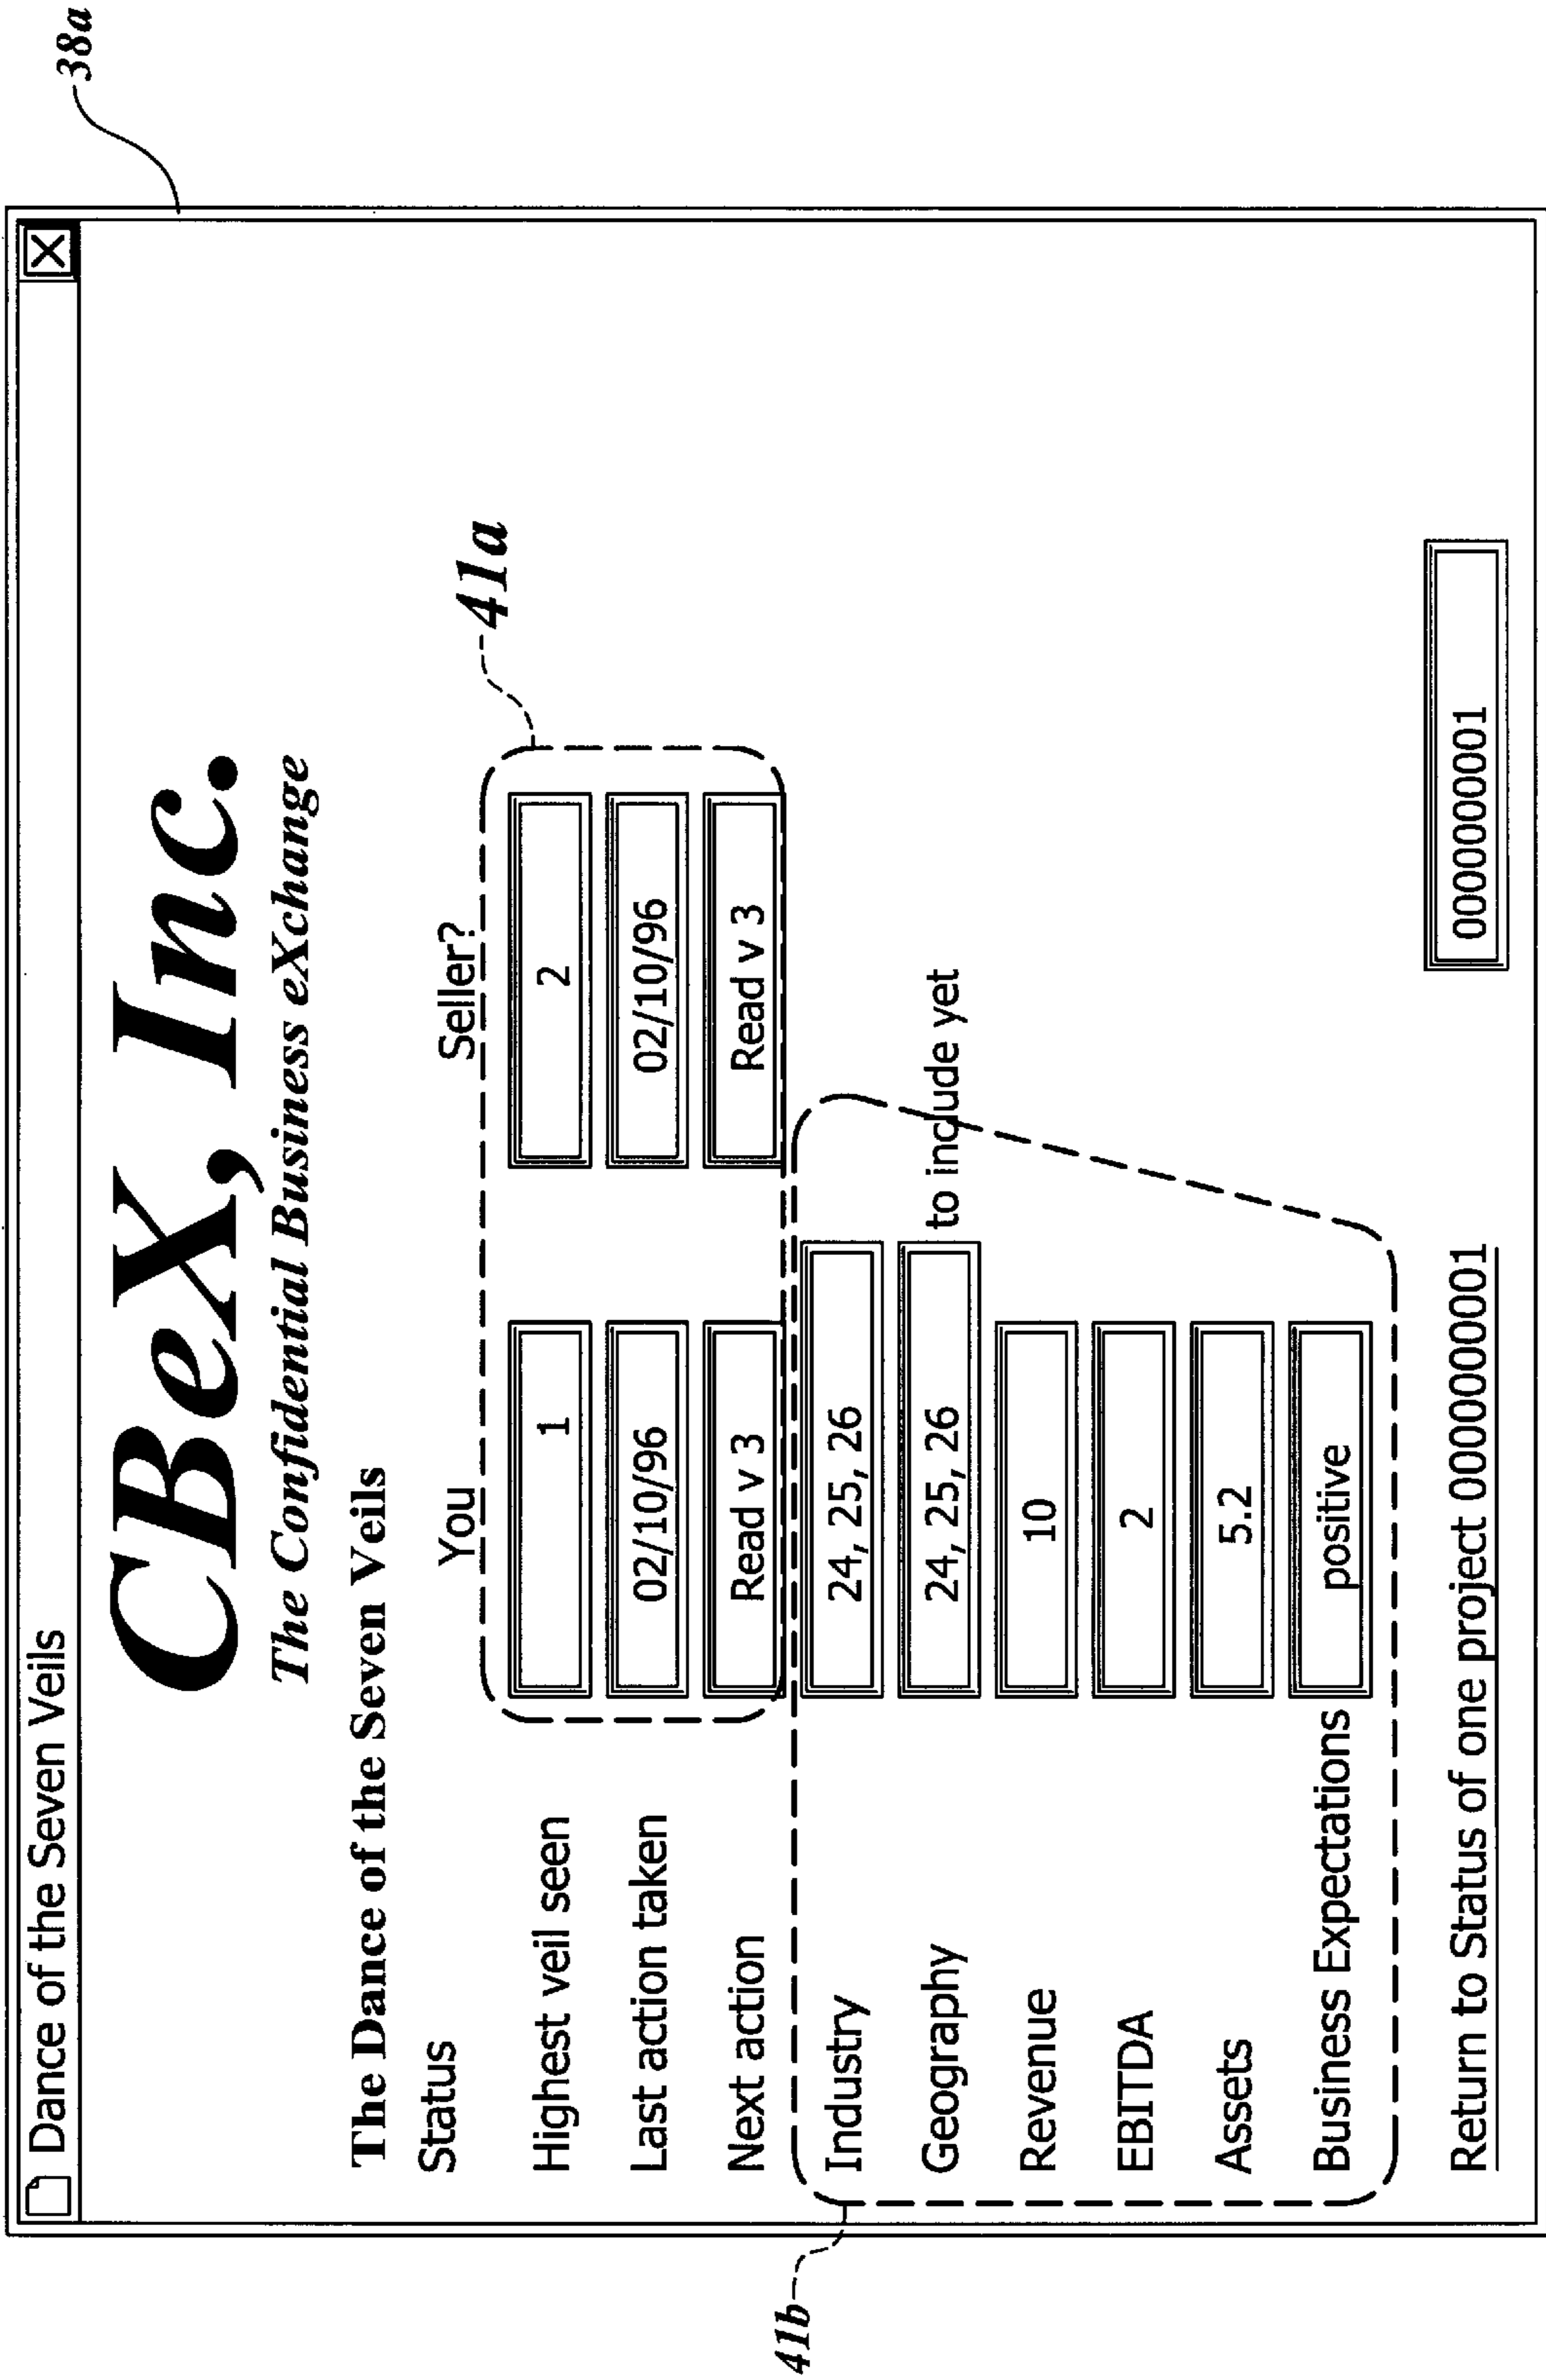 38a
Dance of the Seven Veils
CBeX, Inc.
The Confidential Business eXchange
The Dance of the Seven Veils
Status You Seller?
41a
Highest veil seen 1 2
Last action taken 02/10/96 02/10/96
Next action Read v 3 Read v 3
41b
Industry 24, 25, 26
Geography 24, 25, 26 to include yet
Revenue 10
EBITDA 2
Assets 5.2
Business Expectations positive
Return to Status of one project 0000000001 0000000001